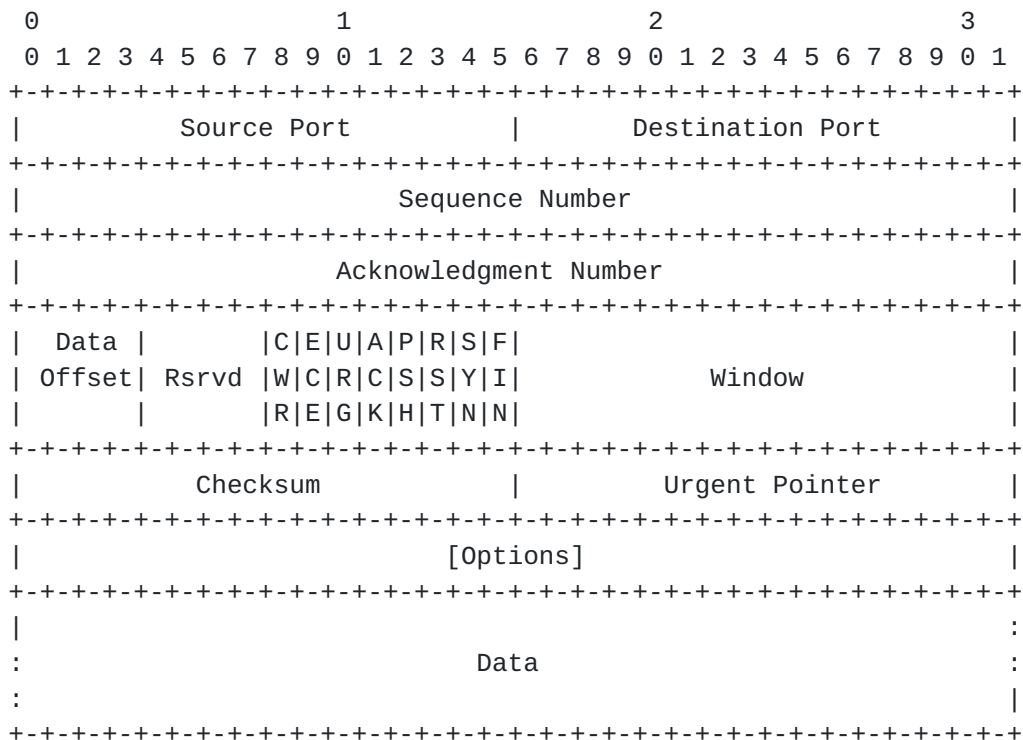 0                   1                   2                   3
 0 1 2 3 4 5 6 7 8 9 0 1 2 3 4 5 6 7 8 9 0 1 2 3 4 5 6 7 8 9 0 1
+-+-+-+-+-+-+-+-+-+-+-+-+-+-+-+-+-+-+-+-+-+-+-+-+-+-+-+-+-+-+-+-+
|          Source Port          |       Destination Port        |
+-+-+-+-+-+-+-+-+-+-+-+-+-+-+-+-+-+-+-+-+-+-+-+-+-+-+-+-+-+-+-+-+
|                        Sequence Number                        |
+-+-+-+-+-+-+-+-+-+-+-+-+-+-+-+-+-+-+-+-+-+-+-+-+-+-+-+-+-+-+-+-+
|                    Acknowledgment Number                      |
+-+-+-+-+-+-+-+-+-+-+-+-+-+-+-+-+-+-+-+-+-+-+-+-+-+-+-+-+-+-+-+-+
|  Data |       |C|E|U|A|P|R|S|F|                               |
| Offset| Rsrvd |W|C|R|C|S|S|Y|I|            Window             |
|       |       |R|E|G|K|H|T|N|N|                               |
+-+-+-+-+-+-+-+-+-+-+-+-+-+-+-+-+-+-+-+-+-+-+-+-+-+-+-+-+-+-+-+-+
|           Checksum            |         Urgent Pointer        |
+-+-+-+-+-+-+-+-+-+-+-+-+-+-+-+-+-+-+-+-+-+-+-+-+-+-+-+-+-+-+-+-+
|                           [Options]                           |
+-+-+-+-+-+-+-+-+-+-+-+-+-+-+-+-+-+-+-+-+-+-+-+-+-+-+-+-+-+-+-+-+
|                                                               :
:                             Data                              :
:                                                               |
+-+-+-+-+-+-+-+-+-+-+-+-+-+-+-+-+-+-+-+-+-+-+-+-+-+-+-+-+-+-+-+-+